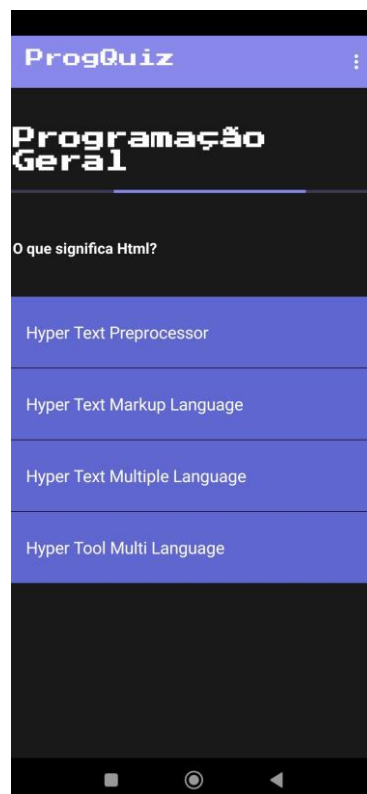 ProgQuiz
Programação
Geral
O que significa Html?
Hyper Text Preprocessor
Hyper Text Markup Language
Hyper Text Multiple Language
Hyper Tool Multi Language